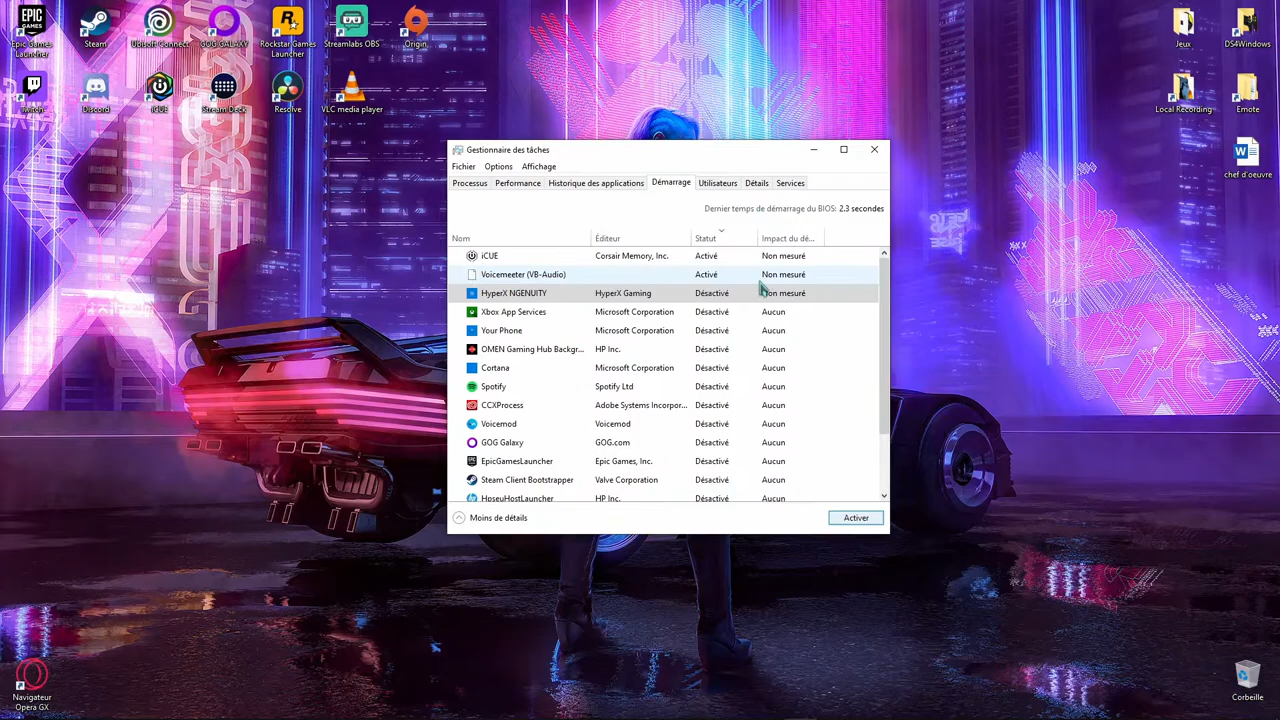 Epic Games
Launcher
Steam
Ubisoft Connect
GOG GALAXY
Rockstar Games
Launcher
Streamlabs OBS
Origin
Jeux
DS4Windows
Twitch
Discord
iCUE
Stream Deck
Resolve
VLC media player
Local Recording
Emote
chef d'oeuvre
Gestionnaire des tâches
Fichier Options Affichage
Processus Performance Historique des applications Démarrage Utilisateurs Détails Services
Dernier temps de démarrage du BIOS: 2.3 secondes
Nom Éditeur Statut Impact du dé...
iCUE Corsair Memory, Inc. Activé Non mesuré
Voicemeeter (VB-Audio) Activé Non mesuré
HyperX NGENUITY HyperX Gaming Désactivé Non mesuré
Xbox App Services Microsoft Corporation Désactivé Aucun
Your Phone Microsoft Corporation Désactivé Aucun
OMEN Gaming Hub Backgr... HP Inc. Désactivé Aucun
Cortana Microsoft Corporation Désactivé Aucun
Spotify Spotify Ltd Désactivé Aucun
CCXProcess Adobe Systems Incorpor... Désactivé Aucun
Voicemod Voicemod Désactivé Aucun
GOG Galaxy GOG.com Désactivé Aucun
EpicGamesLauncher Epic Games, Inc. Désactivé Aucun
Steam Client Bootstrapper Valve Corporation Désactivé Aucun
HpseuHostLauncher HP Inc. Désactivé Aucun
Moins de détails Activer
Navigateur
Opera GX
Corbeille